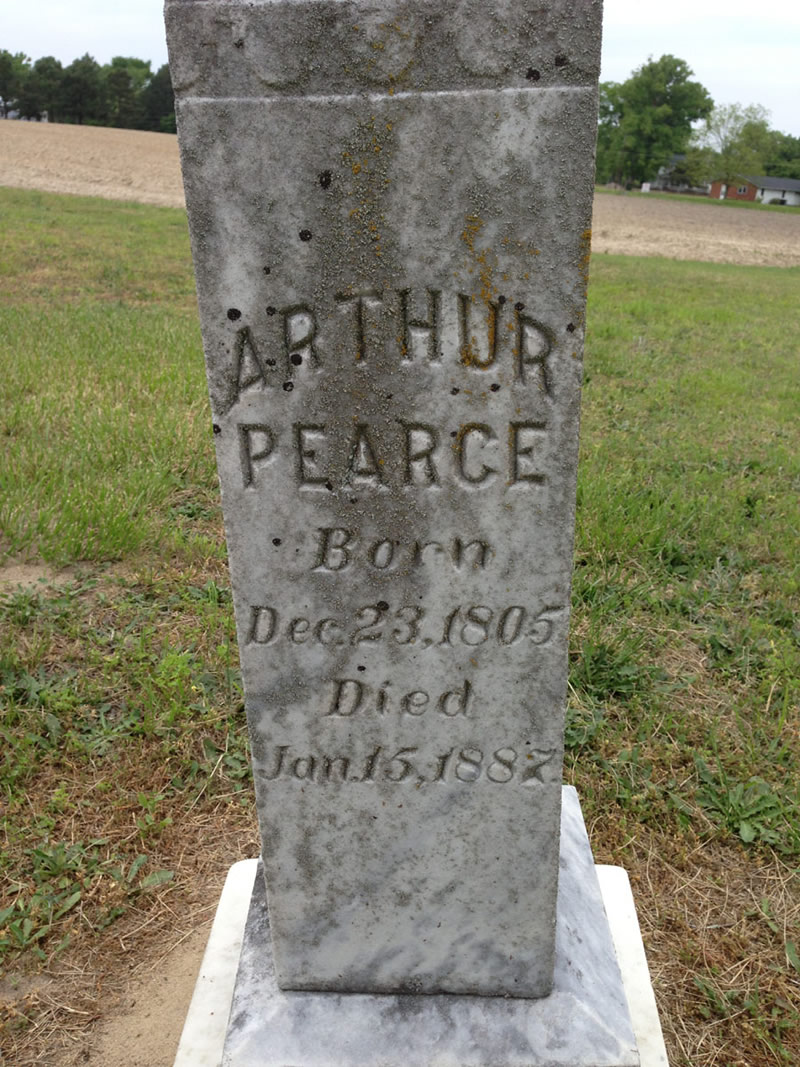 ARTHUR
PEARCE
Born
Dec. 23, 1805
Died
Jan. 15, 1887